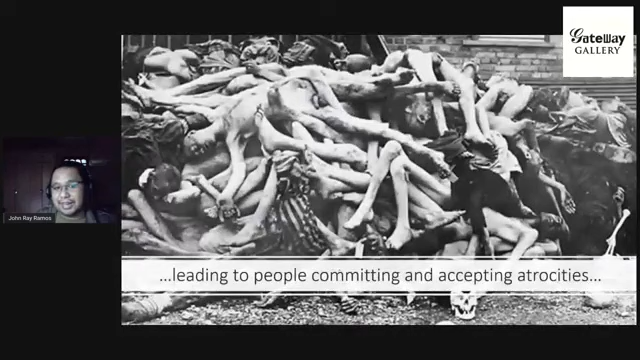 Gateway
GALLERY
John Ray Ramos
...leading to people committing and accepting atrocities...